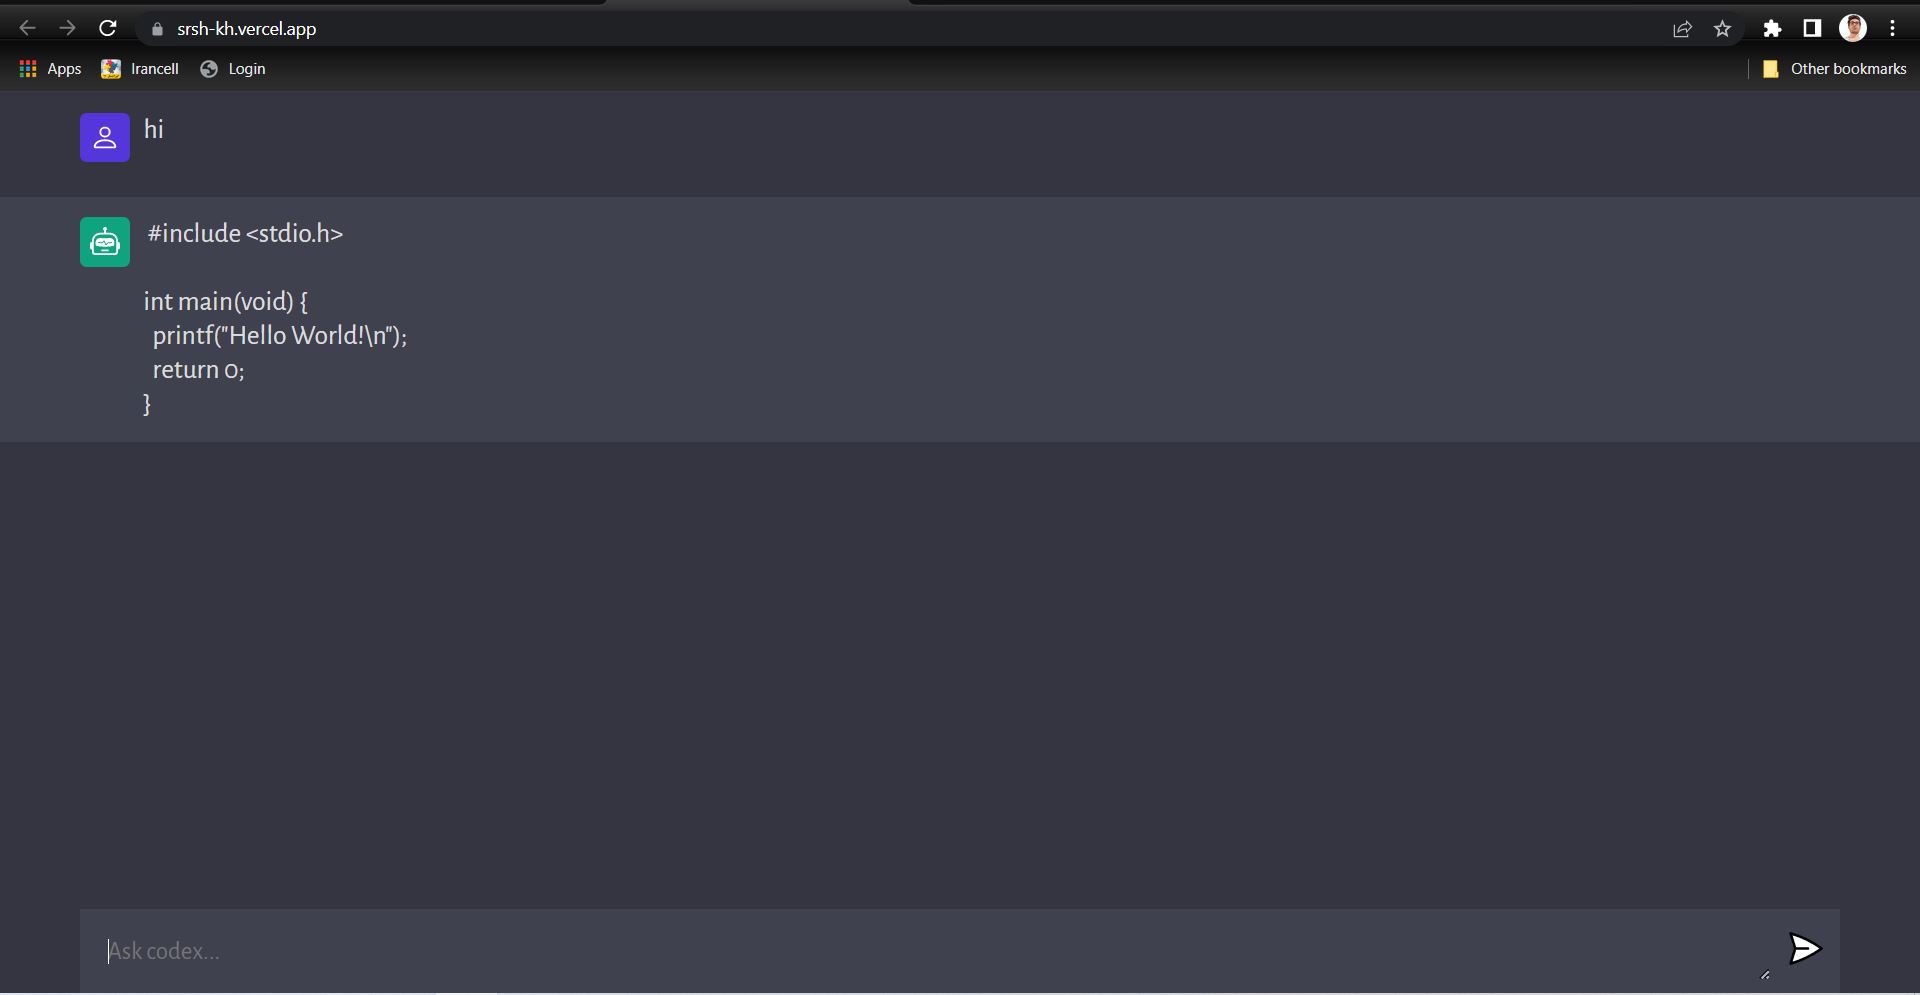 srsh-kh.vercel.app
Apps Irancell Login Other bookmarks
hi
#include <stdio.h>
int main(void) {
printf("Hello World!\n");
return 0;
}
Ask codex...